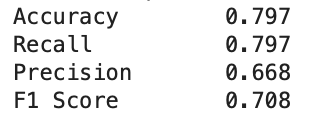 Accuracy 0.797
Recall 0.797
Precision 0.668
F1 Score 0.708